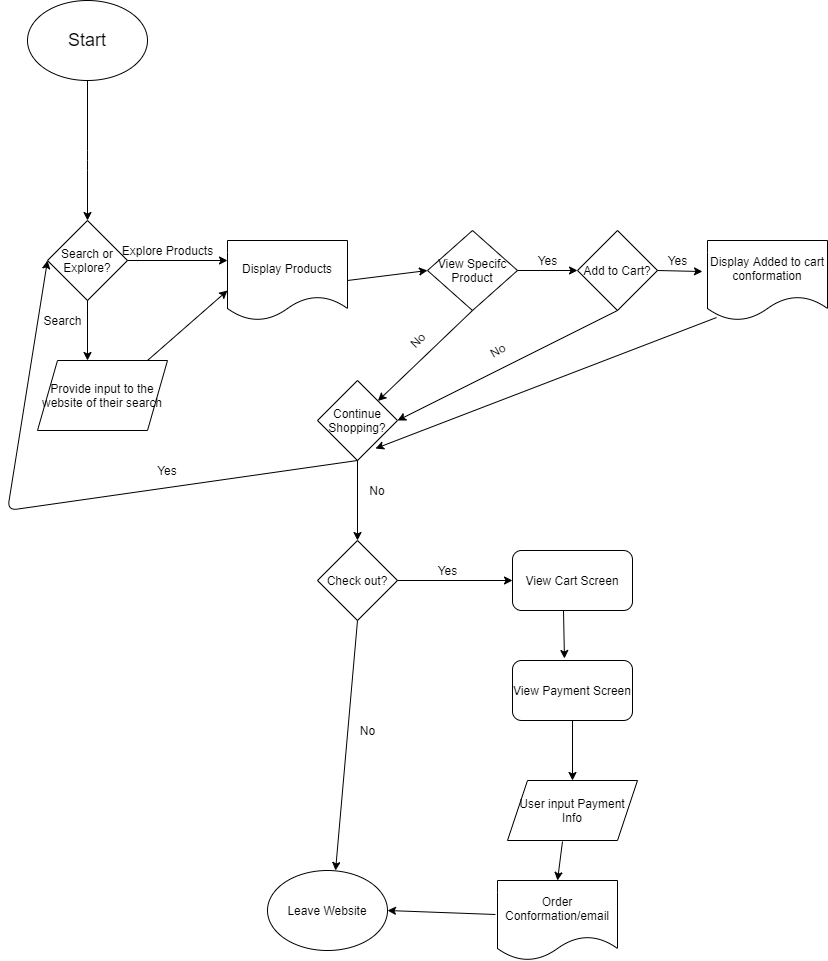 Start
Search or
Explore?
Explore Products
Display Products
View Specifc
Product
Yes
Add to Cart?
Yes
Display Added to cart
conformation
Search
Provide input to the
website of their search
No
No
Continue
Shopping?
Yes
No
Check out?
Yes
View Cart Screen
View Payment Screen
No
User input Payment
Info
Leave Website
Order
Conformation/email